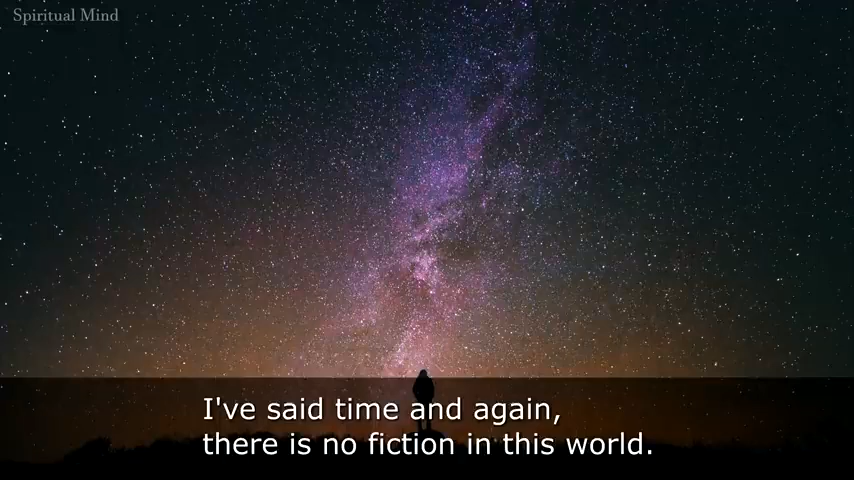 Spiritual Mind
I've said time and again,
there is no fiction in this world.